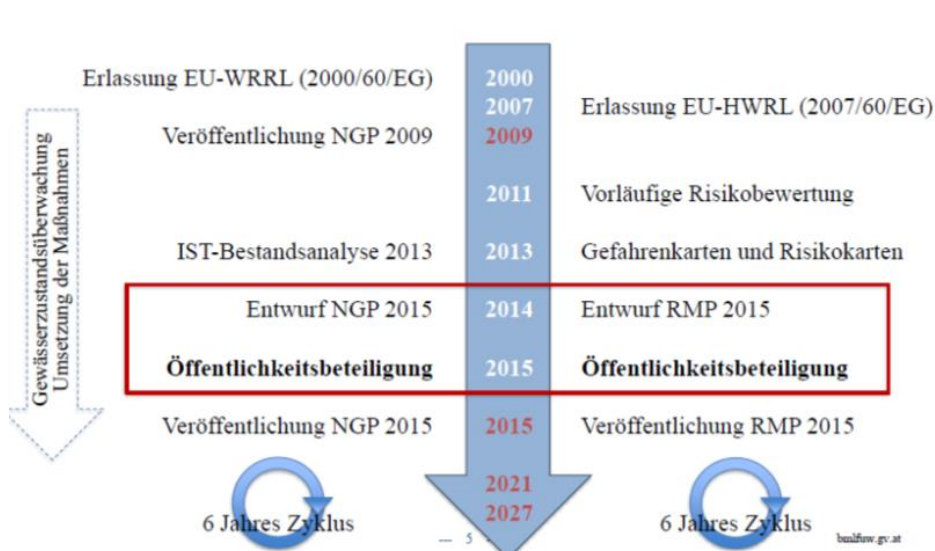 Erlassung EU-WRRL (2000/60/EG)
2000
2007
Erlassung EU-HWRL (2007/60/EG)
Veröffentlichung NGP 2009
2009
2011
Vorläufige Risikobewertung
IST-Bestandsanalyse 2013
2013
Gefahrenkarten und Risikokarten
Entwurf NGP 2015
2014
Entwurf RMP 2015
Öffentlichkeitsbeteiligung
2015
Öffentlichkeitsbeteiligung
Veröffentlichung NGP 2015
2015
Veröffentlichung RMP 2015
2021
2027
6 Jahres Zyklus
6 Jahres Zyklus
Gewässerzustandsüberwachung
Umsetzung der Maßnahmen
— 5
bmlfuw.gv.at